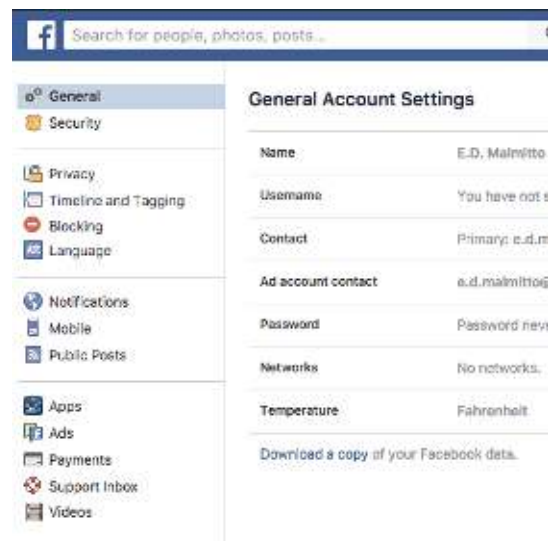 Search for people, photos, posts...
General
Security
Privacy
Timeline and Tagging
Blocking
Language
Notifications
Mobile
Public Posts
Apps
Ads
Payments
Support Inbox
Videos
General Account Settings
Name E.D. Malmitto
Username You have not s
Contact Primary: e.d.m
Ad account contact e.d.malmitto@
Password Password neve
Networks No networks.
Temperature Fahrenheit
Download a copy of your Facebook data.